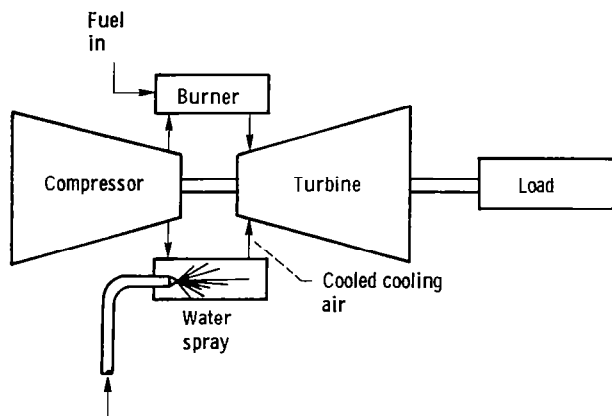 Fuel
in
Burner
Compressor
Turbine
Load
Cooled cooling
air
Water
spray